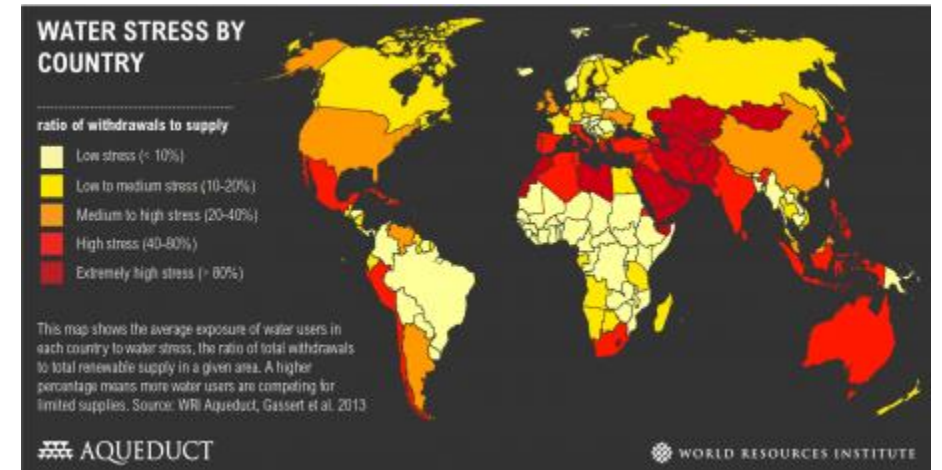 WATER STRESS BY
COUNTRY
ratio of withdrawals to supply
Low stress (< 10%)
Low to medium stress (10-20%)
Medium to high stress (20-40%)
High stress (40-80%)
Extremely high stress (> 80%)
This map shows the average exposure of water users in
each country to water stress, the ratio of total withdrawals
to total renewable supply in a given area. A higher
percentage means more water users are competing for
limited supplies. Source: WRI Aqueduct, Gassert et al. 2013
AQUEDUCT
WORLD RESOURCES INSTITUTE